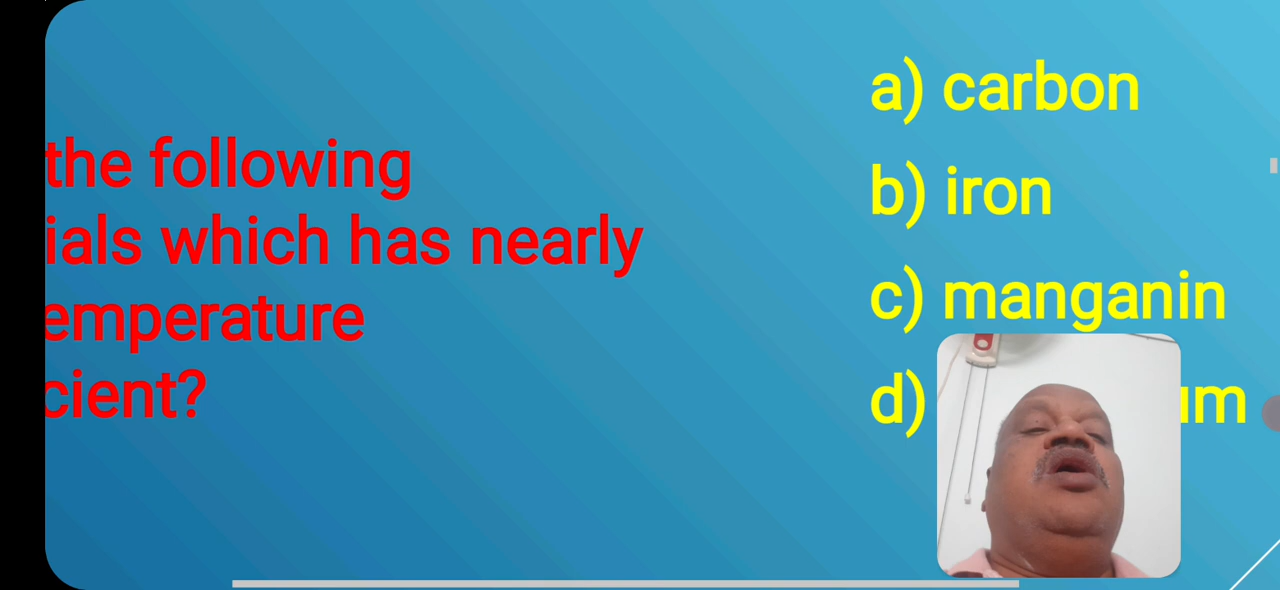 the following
ials which has nearly
emperature
cient?
a) carbon
b) iron
c) manganin
d)